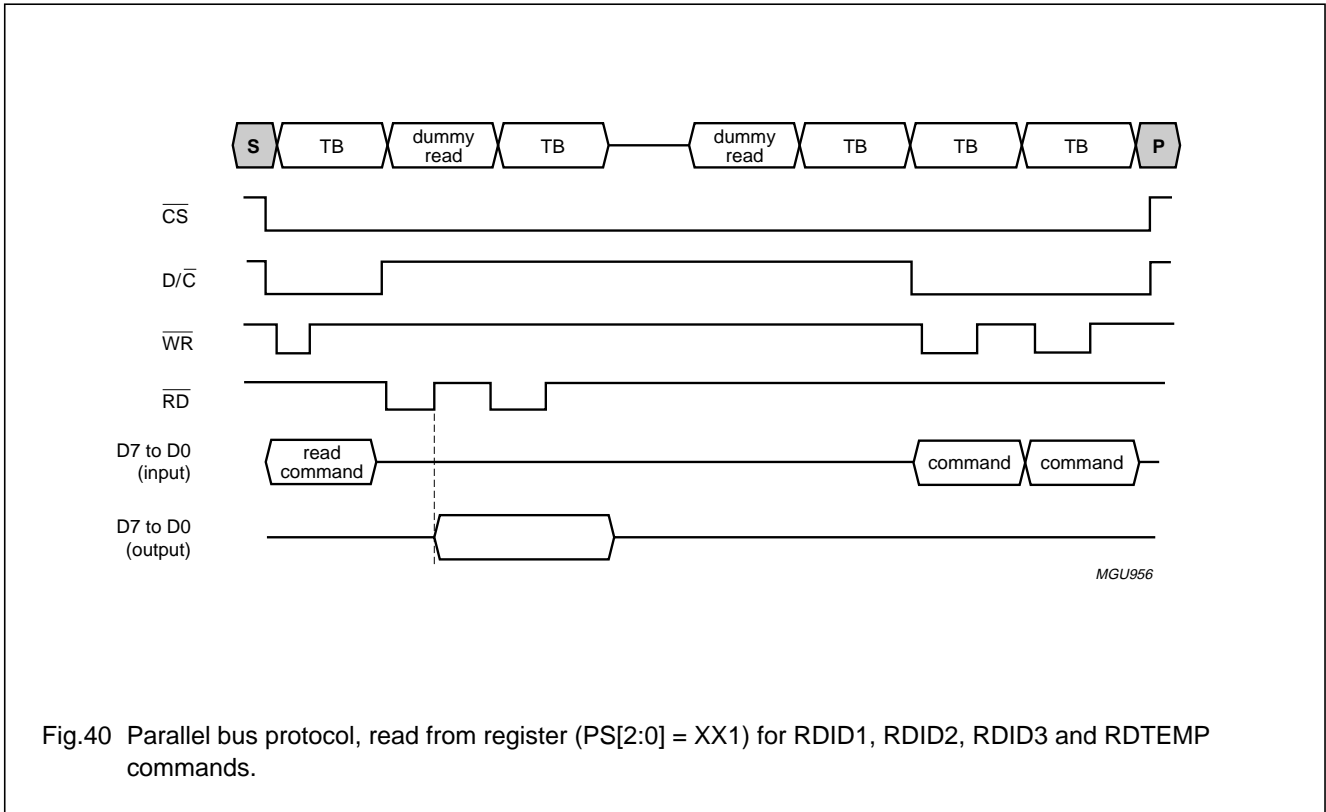 S TB dummy read TB dummy read TB TB TB P
CS
D/C
WR
RD
D7 to D0
(input)
read
command
command command
D7 to D0
(output)
MGU956
Fig.40 Parallel bus protocol, read from register (PS[2:0] = XX1) for RDID1, RDID2, RDID3 and RDTEMP
commands.